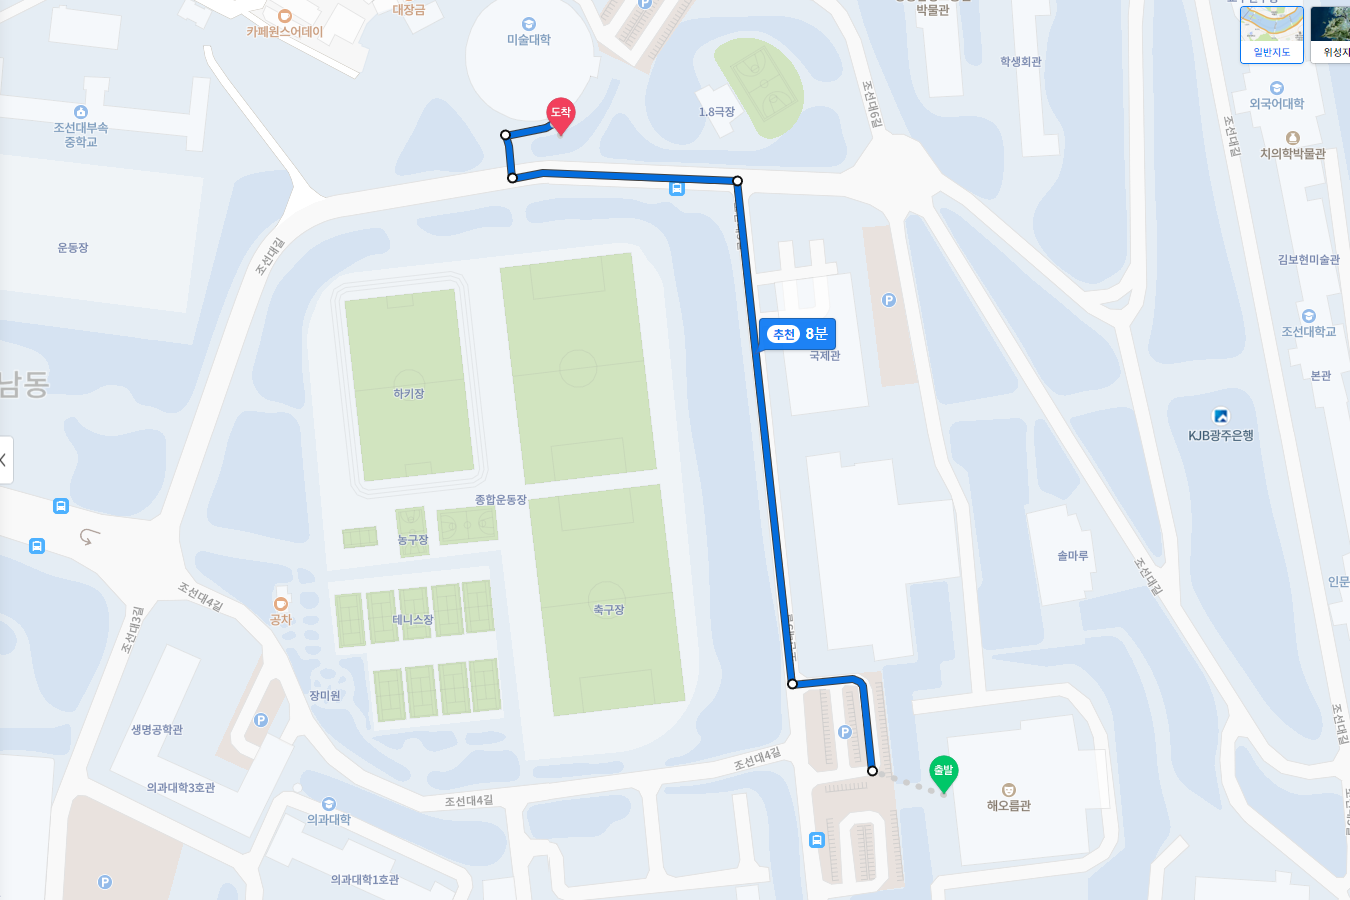 대장금
카페원스어데이
미술대학
박물관
학생회관
일반지도
외국어대학
조선대6길
1.8극장
조선대길
치의학박물관
조선대부속
중학교
도착
운동장
조선대길
김보현미술관
조선대학교
본관
추천 8분
국제관
남동
하키장
KJB광주은행
종합운동장
농구장
솔마루
조선대길
인문
조선대4길
공차
조선대3길
테니스장
축구장
장미원
생명공학관
조선대길
조선대4길
출발
의과대학3호관
조선대4길
해오름관
의과대학
의과대학1호관
P
P
P
P
P